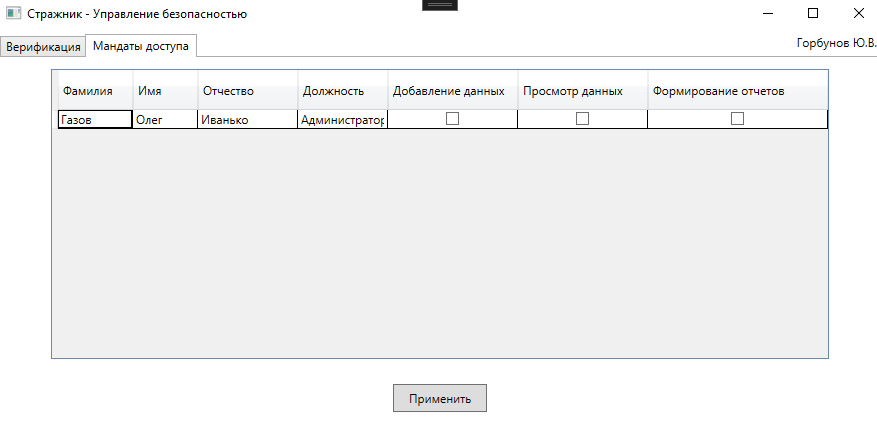 Стражник - Управление безопасностью
Верификация Мандаты доступа Горбунов Ю.В.
Фамилия Имя Отчество Должность Добавление данных Просмотр данных Формирование отчетов
Газов Олег Иванько Администратор
Применить